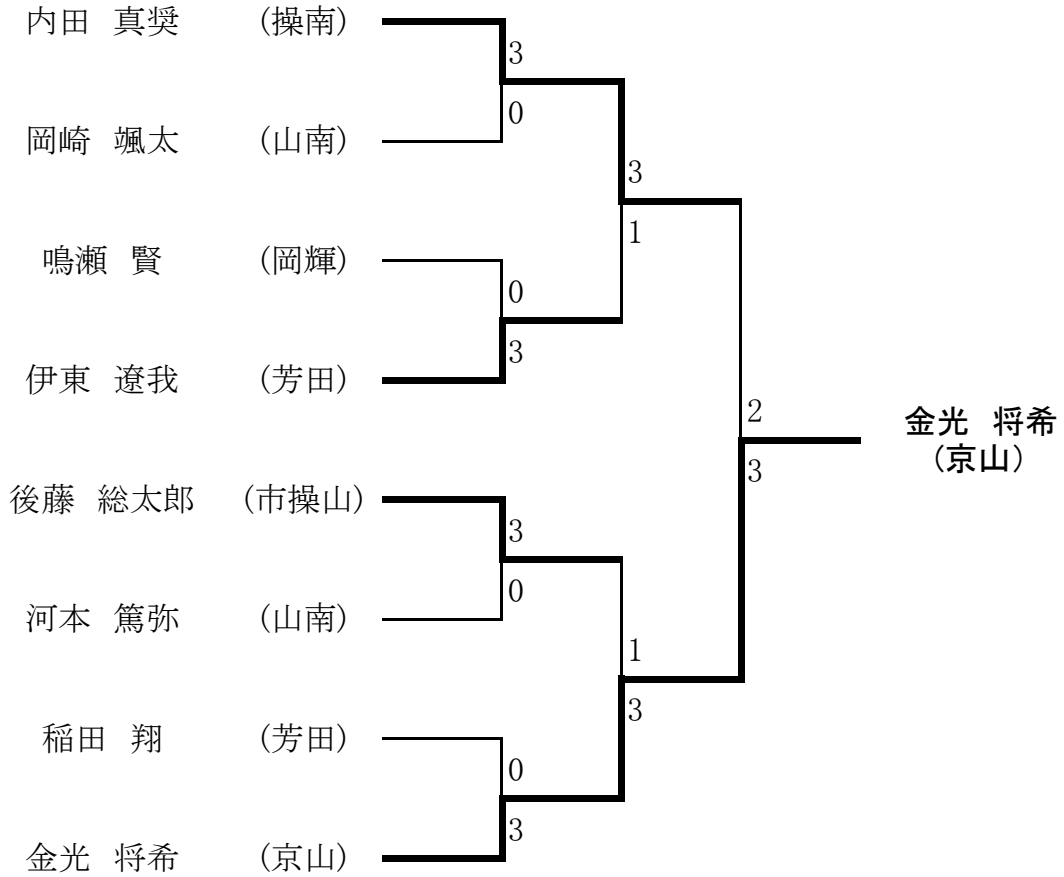 内田 真奨 (操南)
3
0
岡崎 颯太 (山南)
3
1
鳴瀬 賢 (岡輝)
0
3
伊東 遼我 (芳田)
2
3
金光 将希
(京山)
後藤 総太郎 (市操山)
3
0
河本 篤弥 (山南)
1
3
稲田 翔 (芳田)
0
3
金光 将希 (京山)